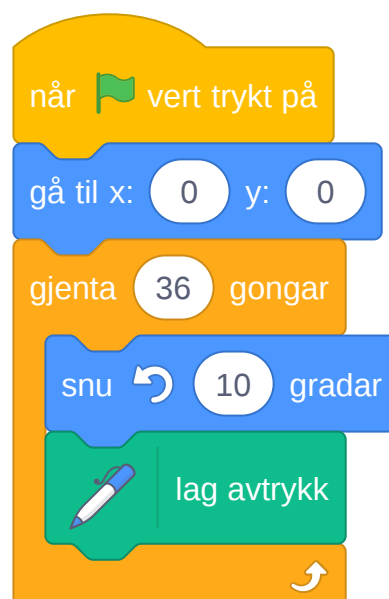 når vert trykt på
gå til x: 0 y: 0
gjenta 36 gongar
snu 10 gradar
lag avtrykk